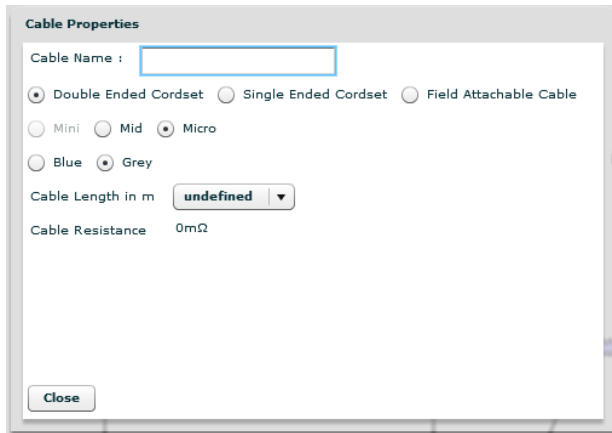 Cable Properties
Cable Name :
Double Ended Cordset Single Ended Cordset Field Attachable Cable
Mini Mid Micro
Blue Grey
Cable Length in m undefined
Cable Resistance 0mΩ
Close